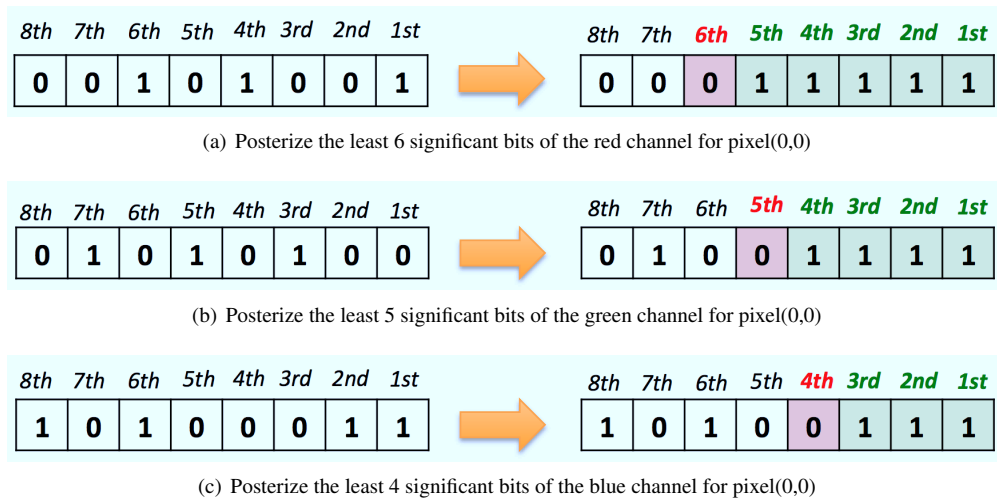 8th 7th 6th 5th 4th 3rd 2nd 1st 8th 7th 6th 5th 4th 3rd 2nd 1st
0 0 1 0 1 0 0 1 0 0 0 1 1 1 1 1
(a) Posterize the least 6 significant bits of the red channel for pixel(0,0)
8th 7th 6th 5th 4th 3rd 2nd 1st 8th 7th 6th 5th 4th 3rd 2nd 1st
0 1 0 1 0 1 0 0 0 1 0 0 1 1 1 1
(b) Posterize the least 5 significant bits of the green channel for pixel(0,0)
8th 7th 6th 5th 4th 3rd 2nd 1st 8th 7th 6th 5th 4th 3rd 2nd 1st
1 0 1 0 0 0 1 1 1 0 1 0 0 1 1 1
(c) Posterize the least 4 significant bits of the blue channel for pixel(0,0)